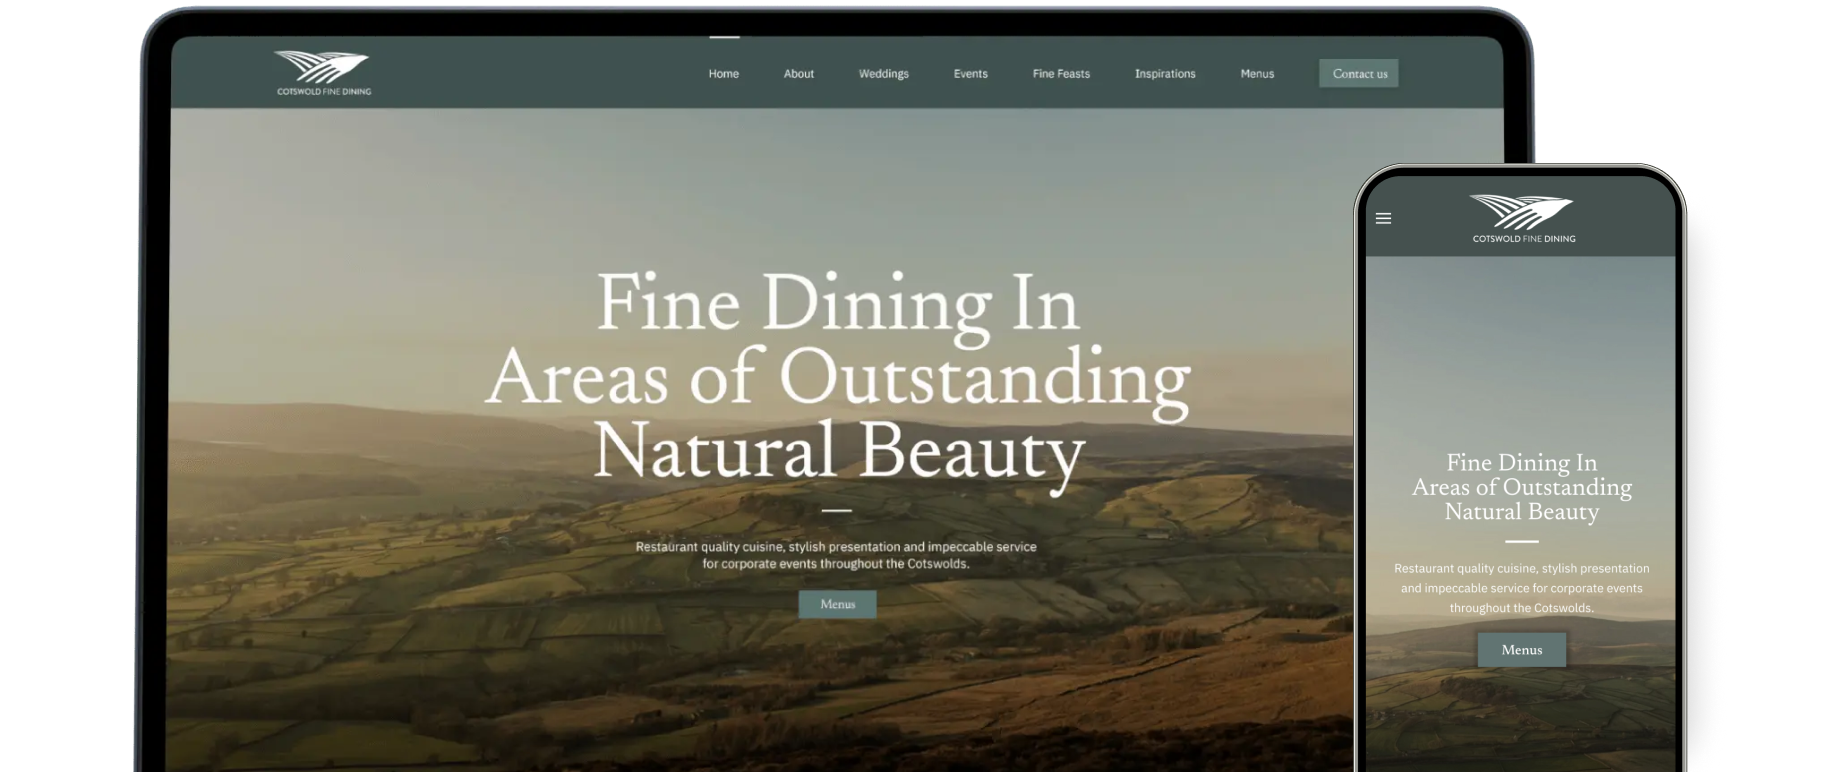 COTSWOLD FINE DINING
Home About Weddings Events Fine Feasts Inspirations Menus Contact us
Fine Dining In
Areas of Outstanding
Natural Beauty
Restaurant quality cuisine, stylish presentation and impeccable service
for corporate events throughout the Cotswolds.
Menus
COTSWOLD FINE DINING
Fine Dining In
Areas of Outstanding
Natural Beauty
Restaurant quality cuisine, stylish presentation
and impeccable service for corporate events
throughout the Cotswolds.
Menus